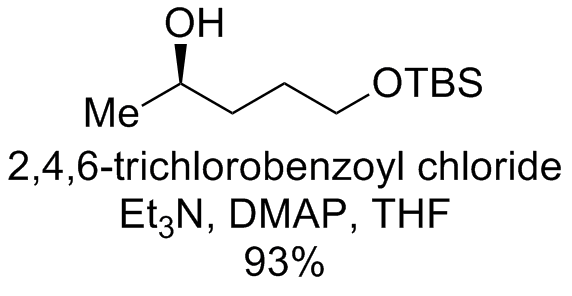 OH
Me
OTBS
2,4,6-trichlorobenzoyl chloride
Et₃N, DMAP, THF
93%